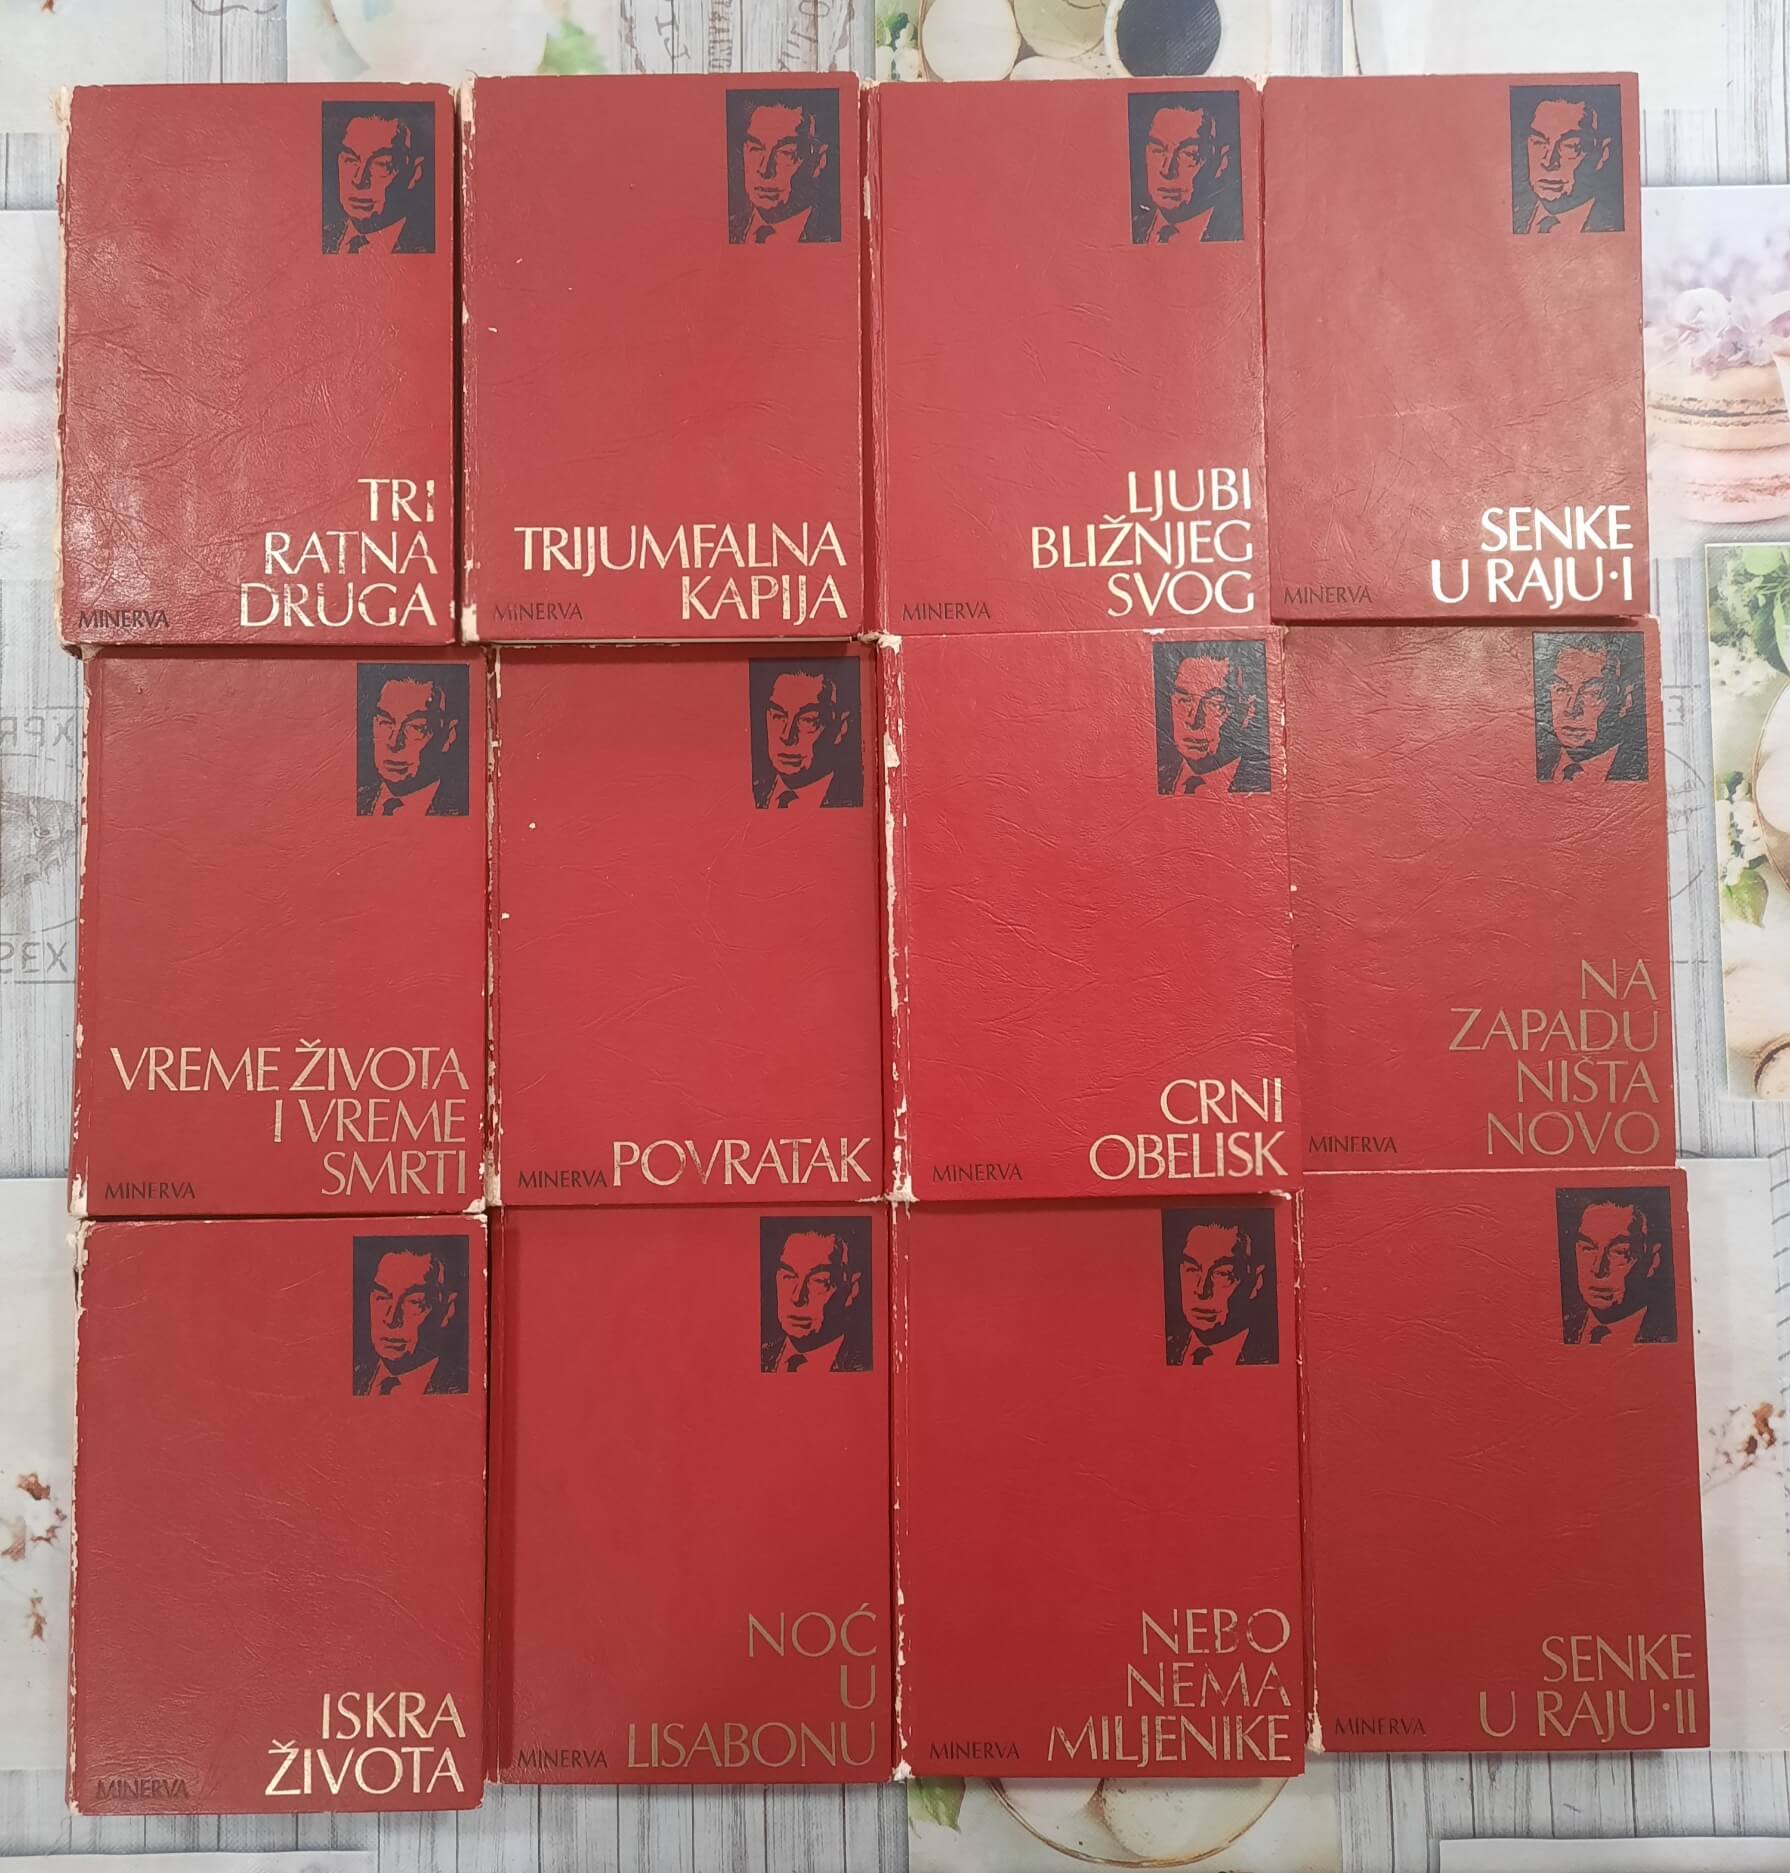 TRI
RATNA
DRUGA
MINERVA
TRIJUMFALNA
KAPIJA
MINERVA
LJUBI
BLIŽNJEG
SVOG
MINERVA
SENKE
U RAJU·I
MINERVA
VREME ŽIVOTA
I VREME
SMRTI
MINERVA
POVRATAK
MINERVA
CRNI
OBELISK
MINERVA
NA
ZAPADU
NIŠTA
NOVO
MINERVA
ISKRA
ŽIVOTA
MINERVA
NOĆ
U
LISABONU
MINERVA
NEBO
NEMA
MILJENIKE
MINERVA
SENKE
U RAJU·II
MINERVA